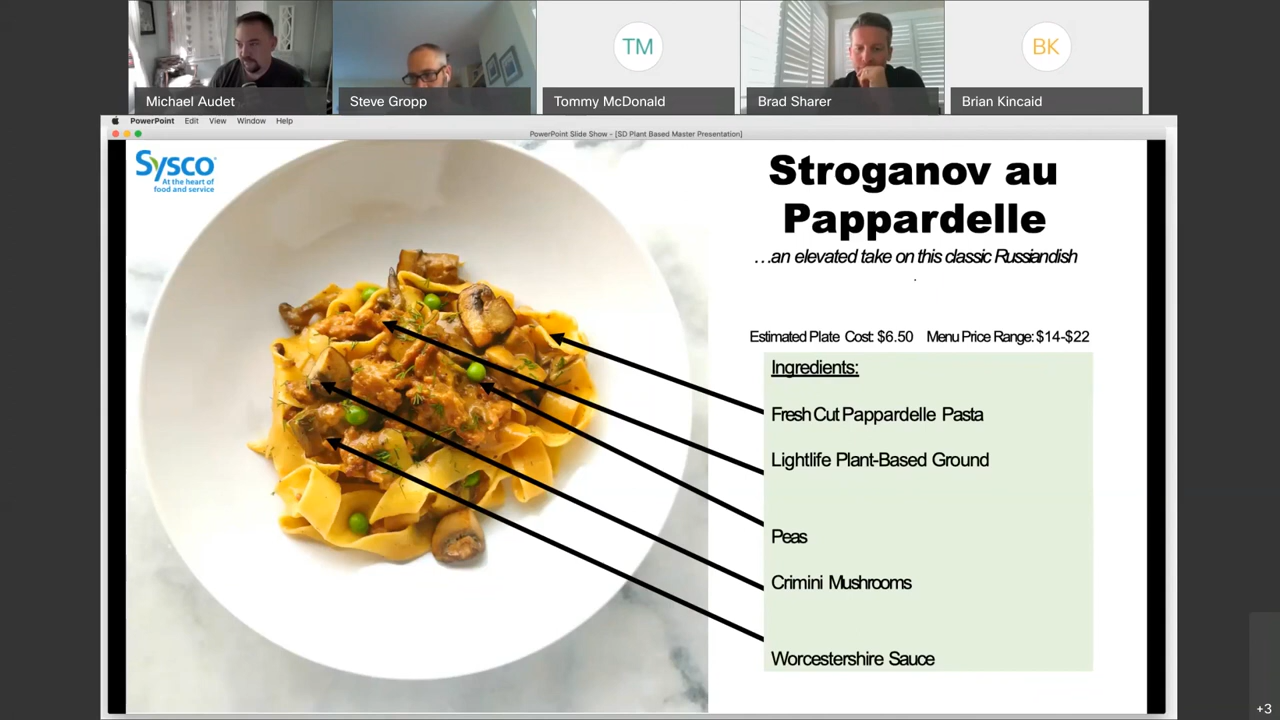 TM
BK
Michael Audet
Steve Gropp
Tommy McDonald
Brad Sharer
Brian Kincaid
PowerPoint Edit View Window Help
PowerPoint Slide Show - [SD Plant Based Master Presentation]
Sysco
At the heart of
food and service
Stroganov au
Pappardelle
...an elevated take on this classic Russiandish
.
Estimated Plate Cost: $6.50 Menu Price Range: $14-$22
Ingredients:
Fresh Cut Pappardelle Pasta
Lightlife Plant-Based Ground
Peas
Crimini Mushrooms
Worcestershire Sauce
+3